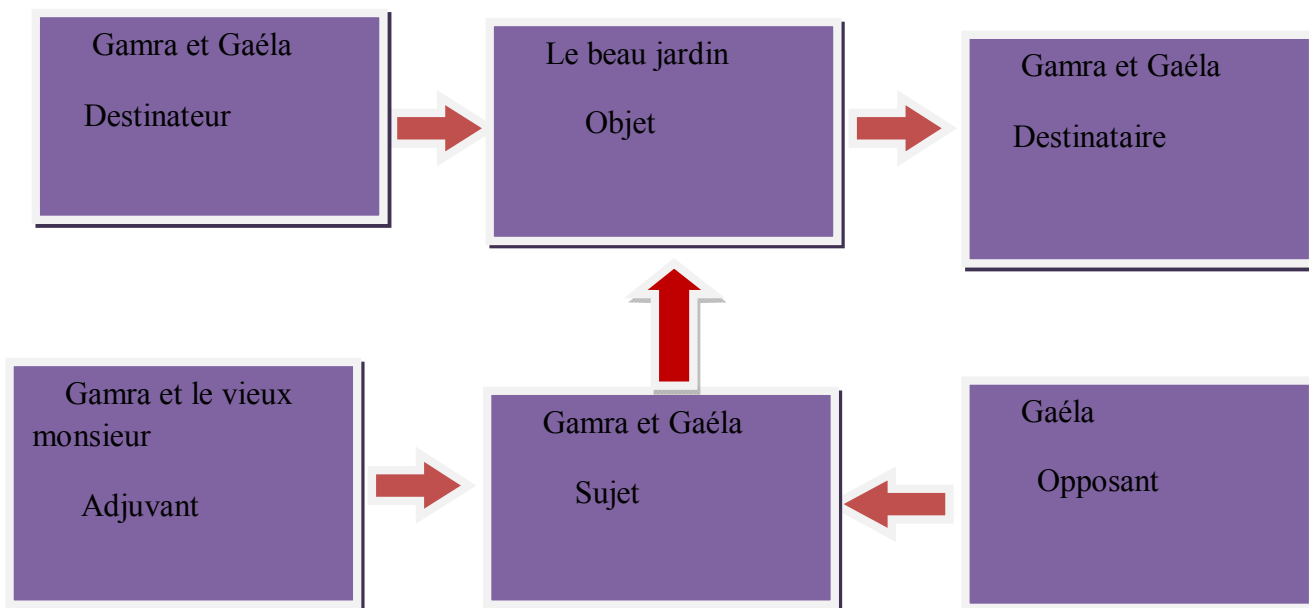 Gamra et Gaéla
Destinateur
Le beau jardin
Objet
Gamra et Gaéla
Destinataire
Gamra et le vieux
monsieur
Adjuvant
Gamra et Gaéla
Sujet
Gaéla
Opposant